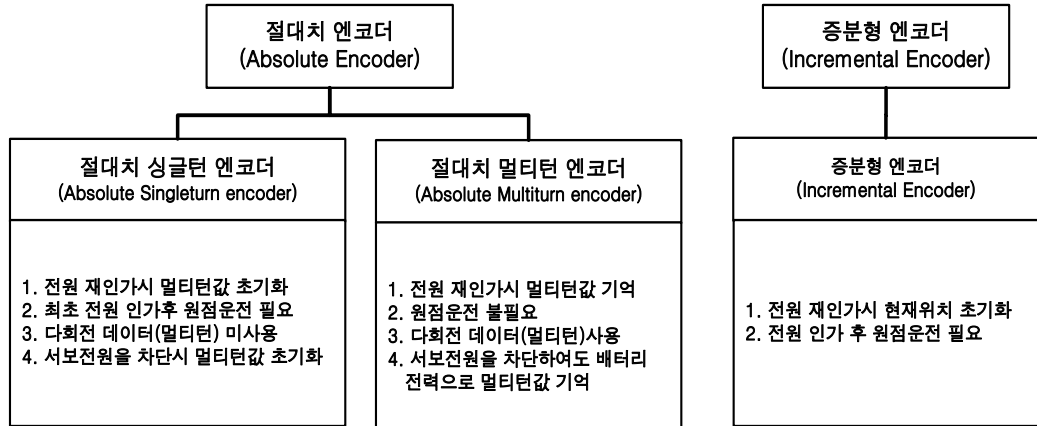 절대치 엔코더
(Absolute Encoder)
증분형 엔코더
(Incremental Encoder)
절대치 싱글턴 엔코더
(Absolute Singleturn encoder)
1. 전원 재인가시 멀티턴값 초기화
2. 최초 전원 인가후 원점운전 필요
3. 다회전 데이터(멀티턴) 미사용
4. 서보전원을 차단시 멀티턴값 초기화
절대치 멀티턴 엔코더
(Absolute Multiturn encoder)
1. 전원 재인가시 멀티턴값 기억
2. 원점운전 불필요
3. 다회전 데이터(멀티턴)사용
4. 서보전원을 차단하여도 배터리
전력으로 멀티턴값 기억
증분형 엔코더
(Incremental Encoder)
1. 전원 재인가시 현재위치 초기화
2. 전원 인가 후 원점운전 필요